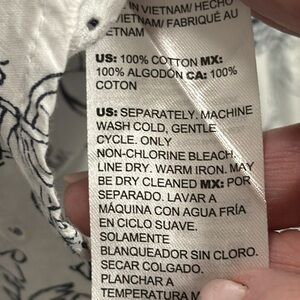 IN VIETNAM/ HECHO
VIETNAM/ FABRIQUÉ AU
VIETNAM
US: 100% COTTON MX:
100% ALGODÓN CA: 100%
COTON
US: SEPARATELY. MACHINE
WASH COLD, GENTLE
CYCLE. ONLY
NON-CHLORINE BLEACH.
LINE DRY. WARM IRON. MAY
BE DRY CLEANED MX: POR
SEPARADO. LAVAR A
MÁQUINA CON AGUA FRÍA
EN CICLO SUAVE.
SOLAMENTE
BLANQUEADOR SIN CLORO.
SECAR COLGADO.
PLANCHAR A
TEMPERATURA